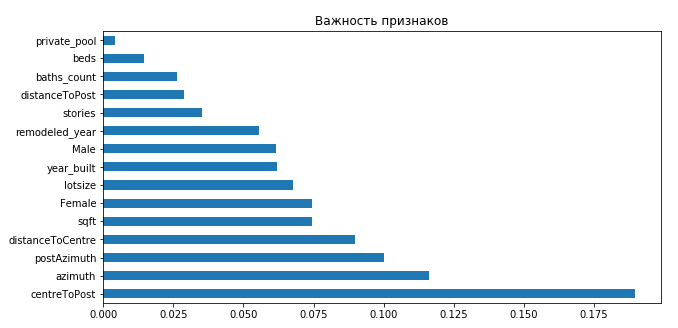 Важность признаков
private_pool
beds
baths_count
distanceToPost
stories
remodeled_year
Male
year_built
lotsize
Female
sqft
distanceToCentre
postAzimuth
azimuth
centreToPost
0.000 0.025 0.050 0.075 0.100 0.125 0.150 0.175